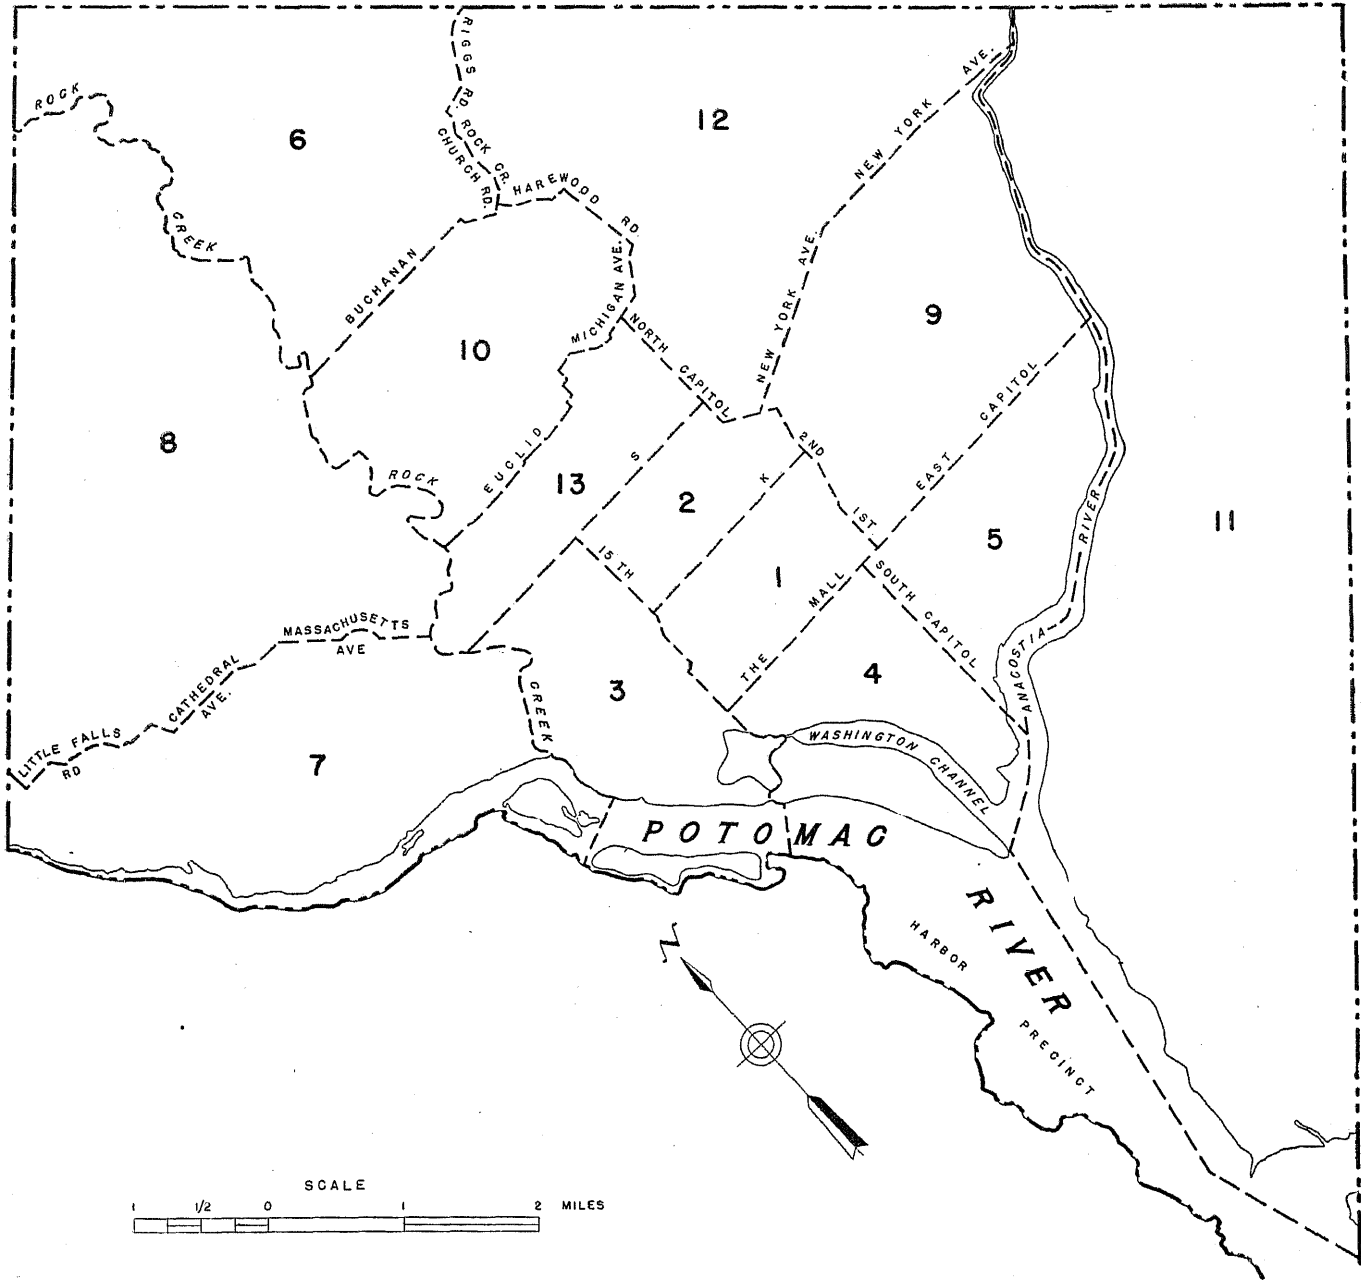 RIGGS RD.
ROCK CR.
CHURCH RD.
NEW YORK AVE.
ROCK
6
12
HAREWOOD RD.
CREEK
MICHIGAN AVE.
BUCHANAN
NEW YORK AVE.
9
10
NORTH CAPITOL
EAST CAPITOL
8
EUCLID
S
2ND
ROCK
13
2
K
1ST.
5
11
RIVER
15TH
1
THE MALL
SOUTH CAPITOL
MASSACHUSETTS
AVE
CATHEDRAL
AVE.
3
4
ANACOSTIA
CREEK
LITTLE FALLS
RD
7
WASHINGTON CHANNEL
POTOMAC
RIVER
HARBOR
PRECINCT
N
SCALE
1 1/2 0 1 2 MILES